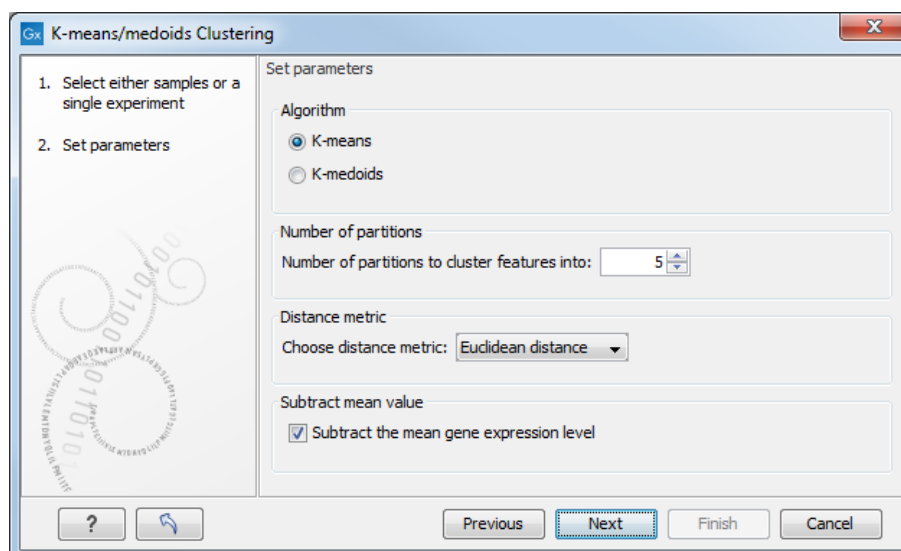 Gx K-means/medoids Clustering
1. Select either samples or a
single experiment
2. Set parameters
Set parameters
Algorithm
K-means
K-medoids
Number of partitions
Number of partitions to cluster features into: 5
Distance metric
Choose distance metric: Euclidean distance
Subtract mean value
Subtract the mean gene expression level
? Previous Next Finish Cancel